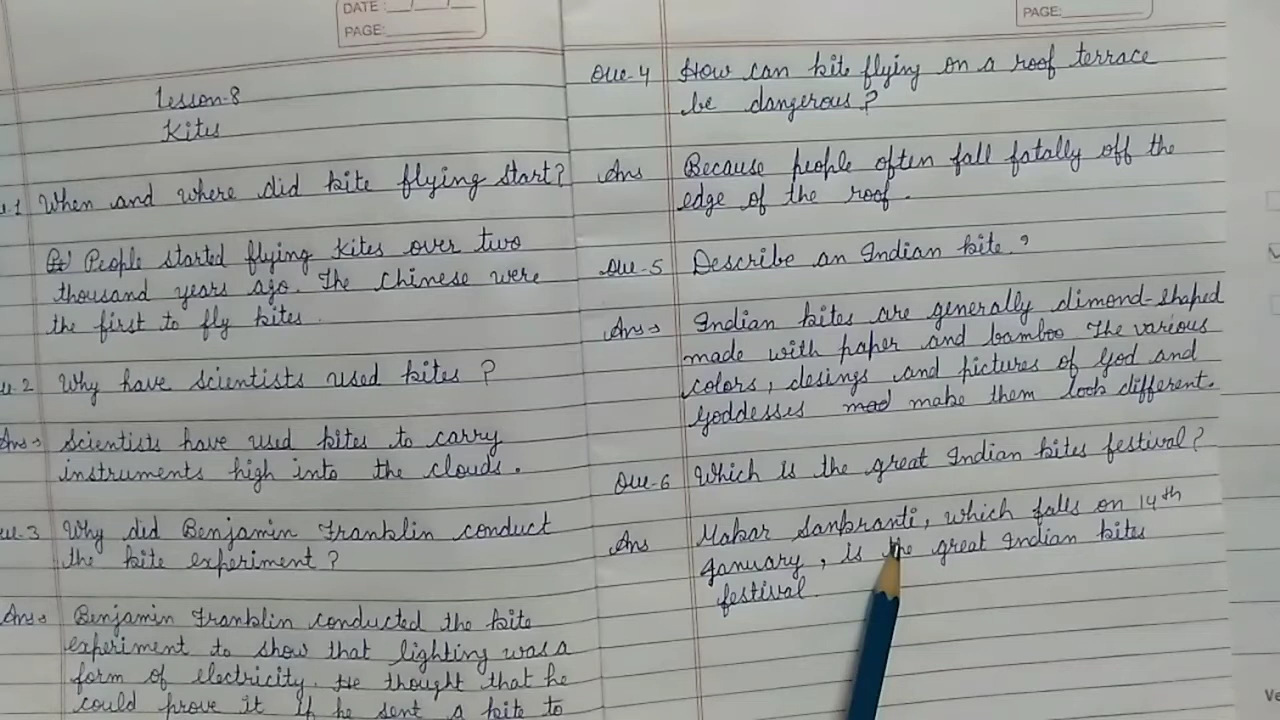 DATE: __/__/__
PAGE:
Lesson-8
Kites
When and where did kite flying start?
People started flying kites over two
thousand years ago. The Chinese were
the first to fly kites.
Why have scientists used kites ?
Ans→ Scientists have used kites to carry
instruments high into the clouds.
Why did Benjamin Franklin conduct
the kite experiment ?
Ans→ Benjamin Franklin conducted the kite
experiment to show that lighting was a
form of electricity. He thought that he
could prove it if he sent a kite to
PAGE:
Que-4 How can kite flying on a roof terrace
be dangerous ?
Ans Because people often fall fatally off the
edge of the roof.
Que-5 Describe an Indian kite ?
Ans→ Indian kites are generally dimond-shaped
made with paper and bamboo The various
colors, desings and pictures of God and
Goddesses make them look different.
Que-6 Which is the great Indian kites festival ?
Ans Makar Sankranti, which falls on 14th
January, is the great Indian kites
festival.